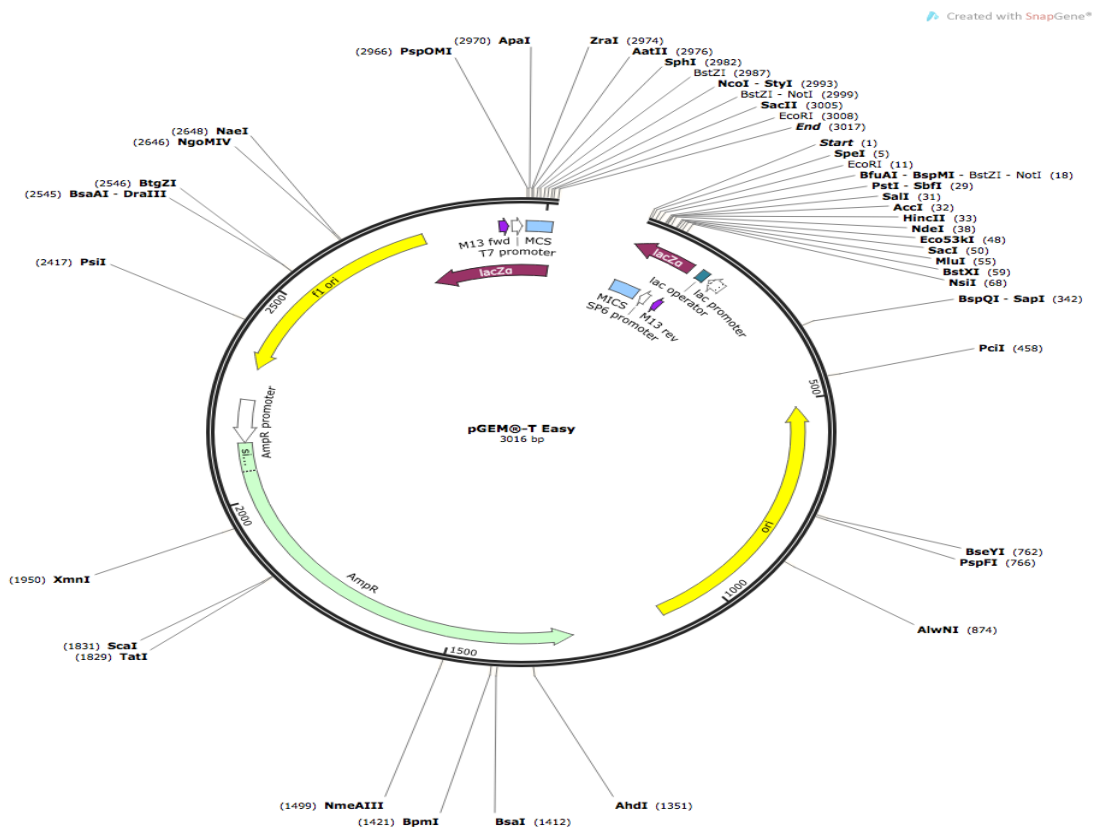 Created with SnapGene®
(2970) ApaI
(2966) PspOMI
ZraI (2974)
AatII (2976)
SphI (2982)
BstZI (2987)
NcoI - StyI (2993)
BstZI - NotI (2999)
SacII (3005)
EcoRI (3008)
End (3017)
Start (1)
SpeI (5)
EcoRI (11)
BfuAI - BspMI - BstZI - NotI (18)
PstI - SbfI (29)
SalI (31)
AccI (32)
HincII (33)
NdeI (38)
Eco53kI (48)
SacI (50)
MluI (55)
BstXI (59)
NsiI (68)
BspQI - SapI (342)
PciI (458)
(2648) NaeI
(2646) NgoMIV
(2546) BtgZI
(2545) BsaAI - DraIII
(2417) PsiI
M13 fwd
MCS
T7 promoter
lacZα
lacZα
lac operator
lac promoter
MICS
SP6 promoter
M13 rev
f1 ori
2500
500
AmpR promoter
si...
pGEM®-T Easy
3016 bp
ori
2000
AmpR
1000
1500
BseYI (762)
PspFI (766)
AlwNI (874)
(1950) XmnI
(1831) ScaI
(1829) TatI
(1499) NmeAIII
(1421) BpmI
BsaI (1412)
AhdI (1351)